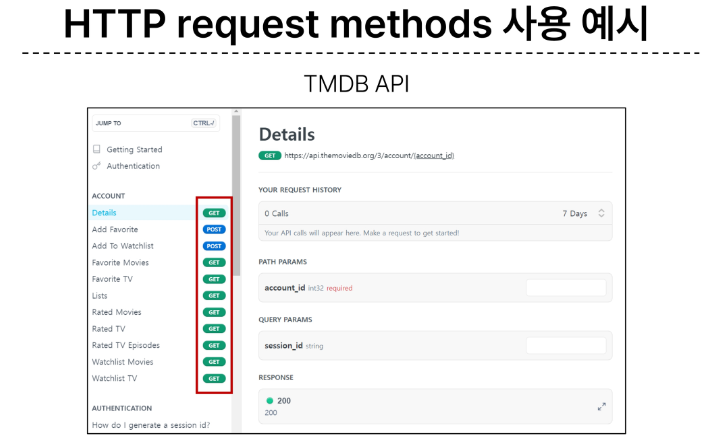 HTTP request methods 사용 예시
TMDB API
JUMP TO CTRL-/
Getting Started
Authentication
ACCOUNT
Details GET
Add Favorite POST
Add To Watchlist POST
Favorite Movies GET
Favorite TV GET
Lists GET
Rated Movies GET
Rated TV GET
Rated TV Episodes GET
Watchlist Movies GET
Watchlist TV GET
AUTHENTICATION
How do I generate a session id?
Details
GET https://api.themoviedb.org/3/account/{account_id}
YOUR REQUEST HISTORY
0 Calls 7 Days
Your API calls will appear here. Make a request to get started!
PATH PARAMS
account_id int32 required
QUERY PARAMS
session_id string
RESPONSE
200
200